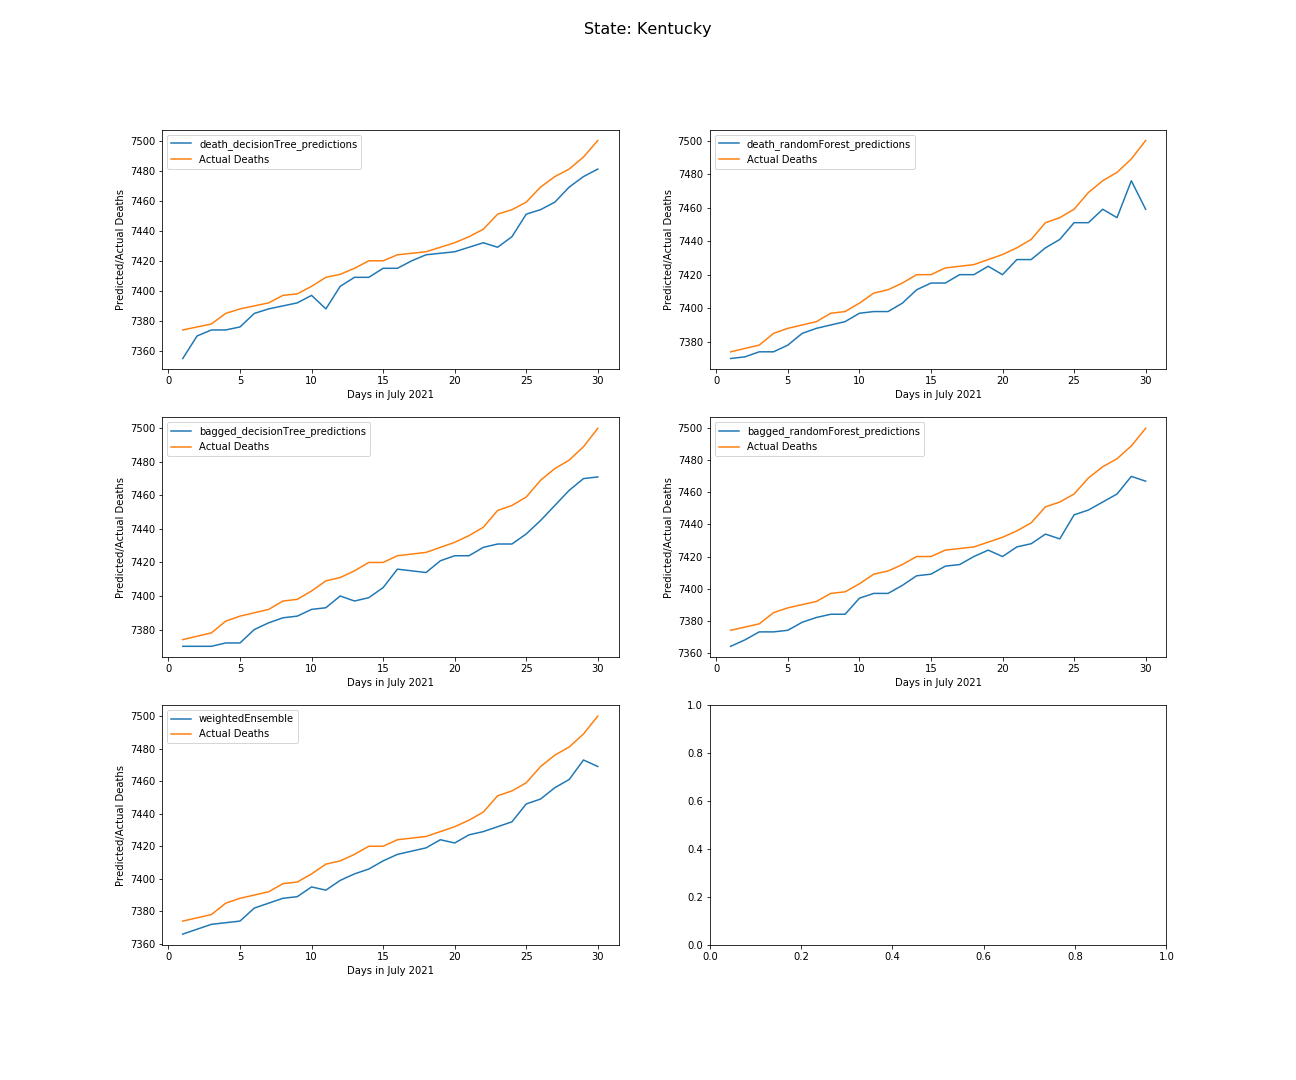 State: Kentucky
death_decisionTree_predictions
Actual Deaths
Predicted/Actual Deaths
7500
7480
7460
7440
7420
7400
7380
7360
0 5 10 15 20 25 30
Days in July 2021
death_randomForest_predictions
Actual Deaths
Predicted/Actual Deaths
7500
7480
7460
7440
7420
7400
7380
0 5 10 15 20 25 30
Days in July 2021
bagged_decisionTree_predictions
Actual Deaths
Predicted/Actual Deaths
7500
7480
7460
7440
7420
7400
7380
0 5 10 15 20 25 30
Days in July 2021
bagged_randomForest_predictions
Actual Deaths
Predicted/Actual Deaths
7500
7480
7460
7440
7420
7400
7380
7360
0 5 10 15 20 25 30
Days in July 2021
weightedEnsemble
Actual Deaths
Predicted/Actual Deaths
7500
7480
7460
7440
7420
7400
7380
7360
0 5 10 15 20 25 30
Days in July 2021
1.0
0.8
0.6
0.4
0.2
0.0
0.0 0.2 0.4 0.6 0.8 1.0